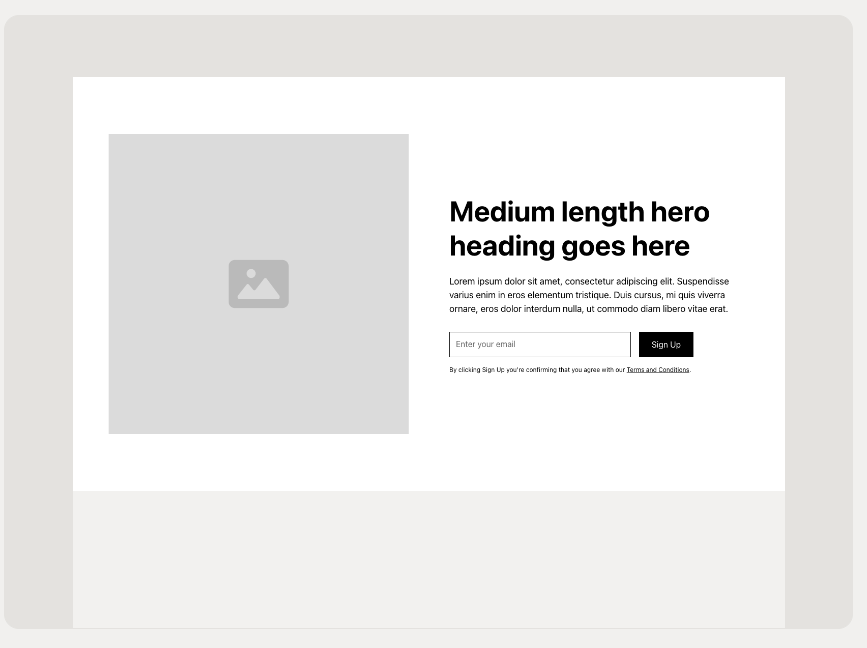 Medium length hero
heading goes here
Lorem ipsum dolor sit amet, consectetur adipiscing elit. Suspendisse
varius enim in eros elementum tristique. Duis cursus, mi quis viverra
ornare, eros dolor interdum nulla, ut commodo diam libero vitae erat.
Enter your email
Sign Up
By clicking Sign Up you're confirming that you agree with our Terms and Conditions.